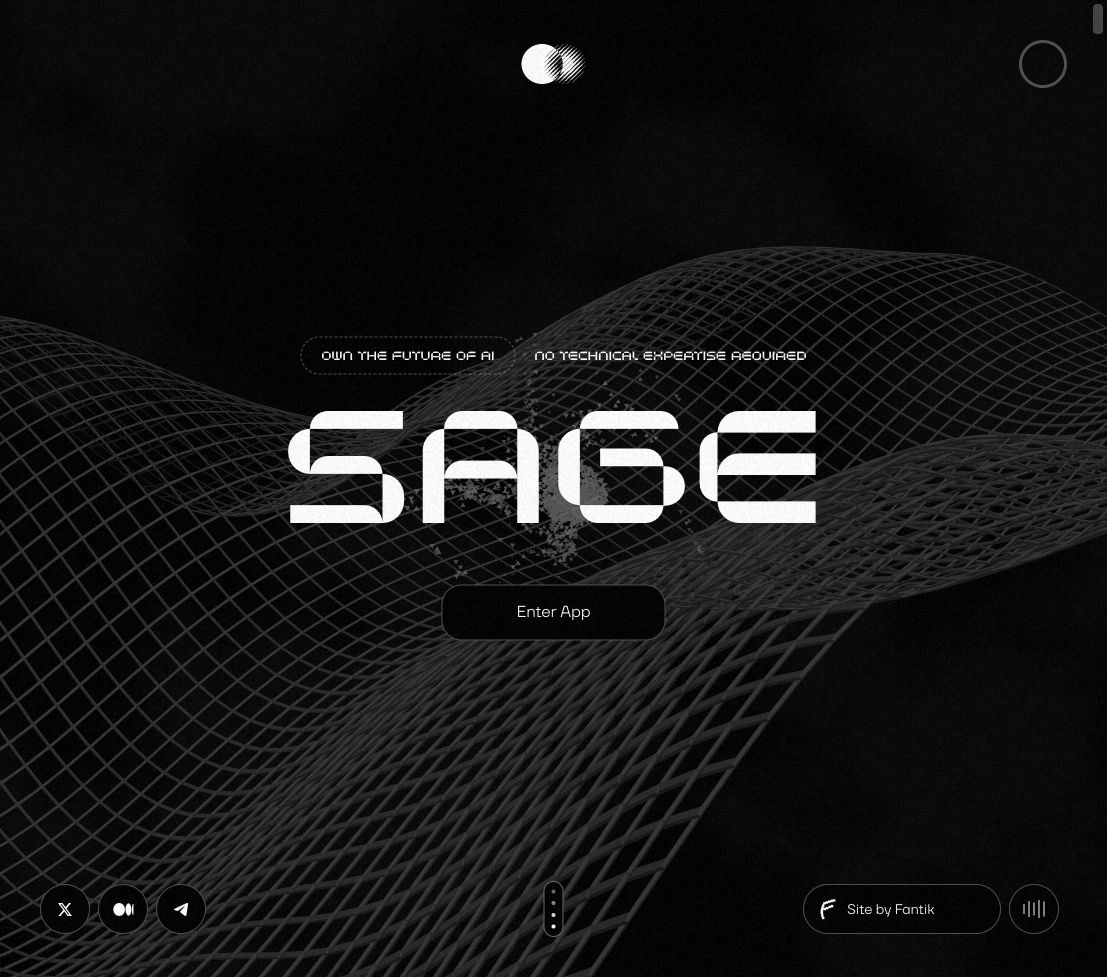 OWN THE FUTURE OF AI
NO TECHNICAL EXPERTISE REQUIRED
SAGE
Enter App
Site by Fantik